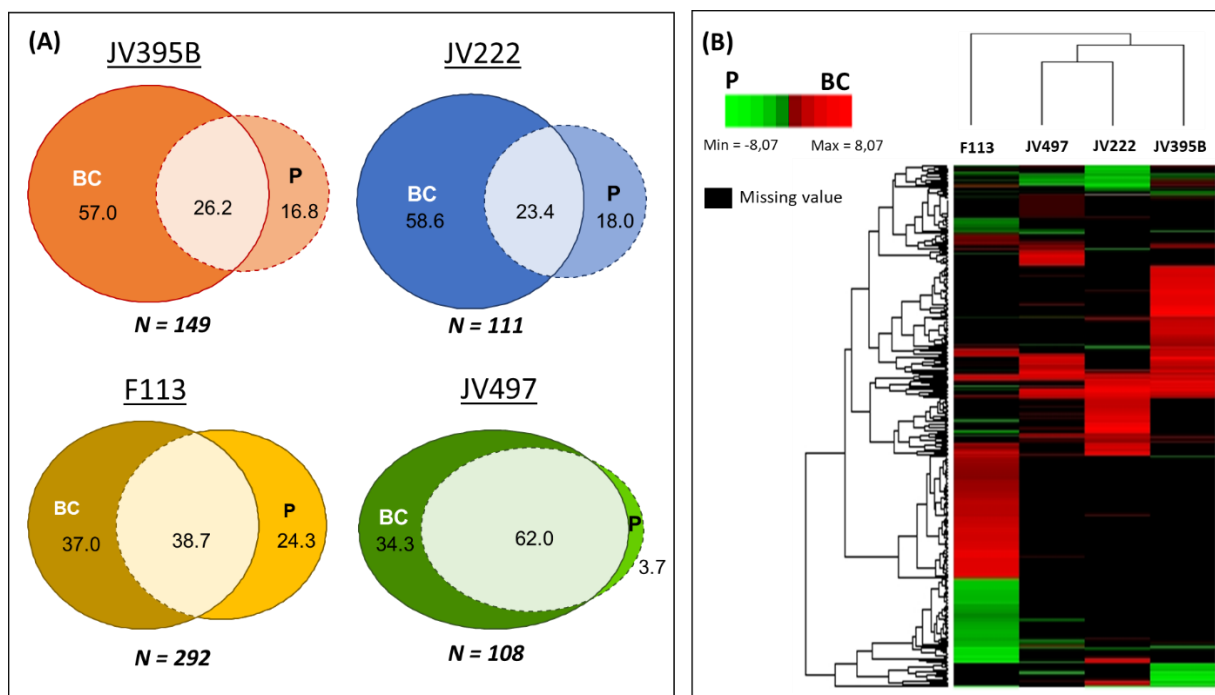 (A)
JV395B
BC
57.0
26.2
P
16.8
N = 149
JV222
BC
58.6
23.4
P
18.0
N = 111
F113
BC
37.0
38.7
P
24.3
N = 292
JV497
BC
34.3
62.0
P
3.7
N = 108
(B)
P BC
Min = -8,07 Max = 8,07
Missing value
F113 JV497 JV222 JV395B